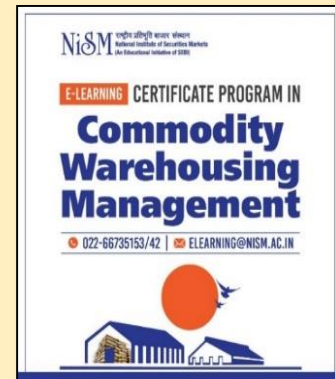 NiSM
राष्ट्रीय प्रतिभूति बाजार संस्थान
National Institute of Securities Markets
(An Educational Initiative of SEBI)
E-LEARNING CERTIFICATE PROGRAM IN
Commodity
Warehousing
Management
022-66735153/42 | ELEARNING@NISM.AC.IN